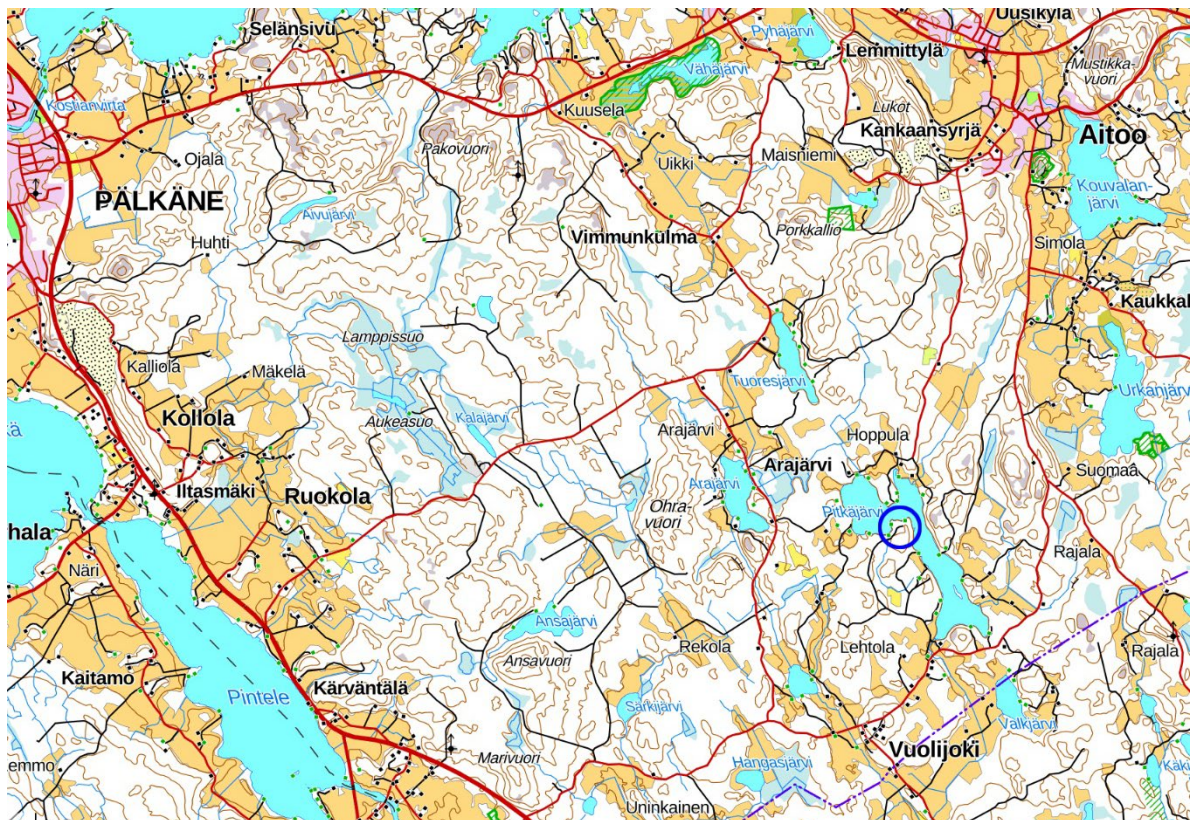 Uusikylä
Selänsivu
Pyhäjärvi
Lemmittylä
Mustikka-
vuori
Vähäjärvi
Kostianvirta
Kuusela
Lukot
Kankaansyrjä
Aitoo
Ojala
Pakovuori
Uikki
Maisniemi
Kouvalan-
järvi
PÄLKÄNE
Aivujärvi
Huhti
Vimmunkulma
Porkkallio
Simola
Kaukkal
Lamppissuo
Kalliola
Mäkelä
Tuoresjärvi
Urkanjärvi
Kollola
Aukeasuo
Kalajärvi
Arajärvi
Hoppula
kä
Arajärvi
Suomaa
Iltasmäki
Ruokola
Arajärvi
Ohra-
vuori
Pitkäjärvi
hala
Näri
Rajala
Ansajärvi
Rekola
Lehtola
Rajala
Kaitamo
Ansavuori
Pintele
Kärväntälä
Särkijärvi
Valkjärvi
Vuolijoki
emmo
Marivuori
Hangasjärvi
Käki
Uninkainen